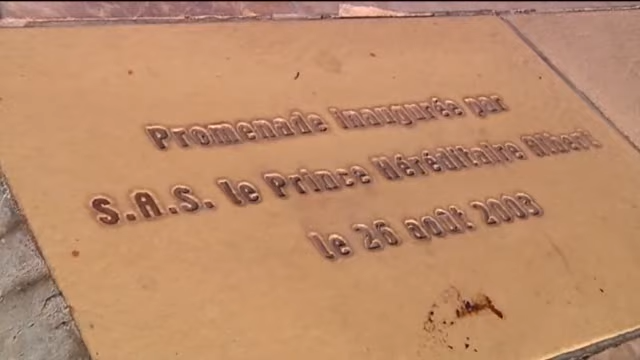 Promenade inaugurée par
S.A.S. le Prince Héréditaire Albert
le 26 août 2003